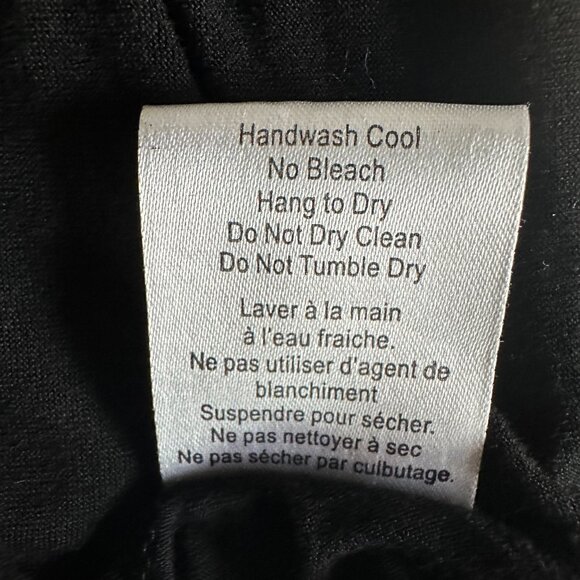 Handwash Cool
No Bleach
Hang to Dry
Do Not Dry Clean
Do Not Tumble Dry
Laver à la main
à l'eau fraiche.
Ne pas utiliser d'agent de
blanchiment
Suspendre pour sécher.
Ne pas nettoyer à sec
Ne pas sécher par culbutage.